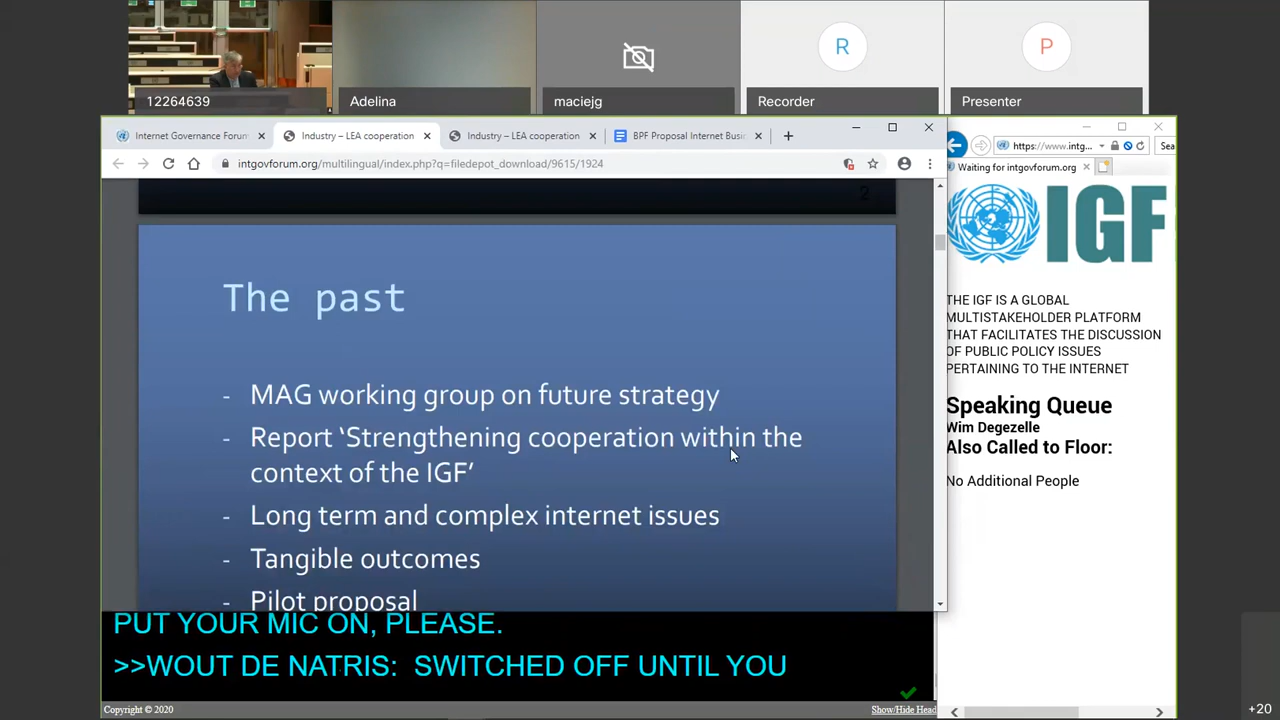 12264639
Adelina
maciejg
R
Recorder
P
Presenter
Internet Governance Forum
Industry – LEA cooperation
Industry – LEA cooperation
BPF Proposal Internet Busi
intgovforum.org/multilingual/index.php?q=filedepot_download/9615/1924
2
The past
- MAG working group on future strategy
- Report ‘Strengthening cooperation within the
context of the IGF’
- Long term and complex internet issues
- Tangible outcomes
- Pilot proposal
PUT YOUR MIC ON, PLEASE.
>>WOUT DE NATRIS: SWITCHED OFF UNTIL YOU
Copyright © 2020
Show/Hide Head
https://www.intg...
Sea
Waiting for intgovforum.org
IGF
THE IGF IS A GLOBAL
MULTISTAKEHOLDER PLATFORM
THAT FACILITATES THE DISCUSSION
OF PUBLIC POLICY ISSUES
PERTAINING TO THE INTERNET
Speaking Queue
Wim Degezelle
Also Called to Floor:
No Additional People
+20